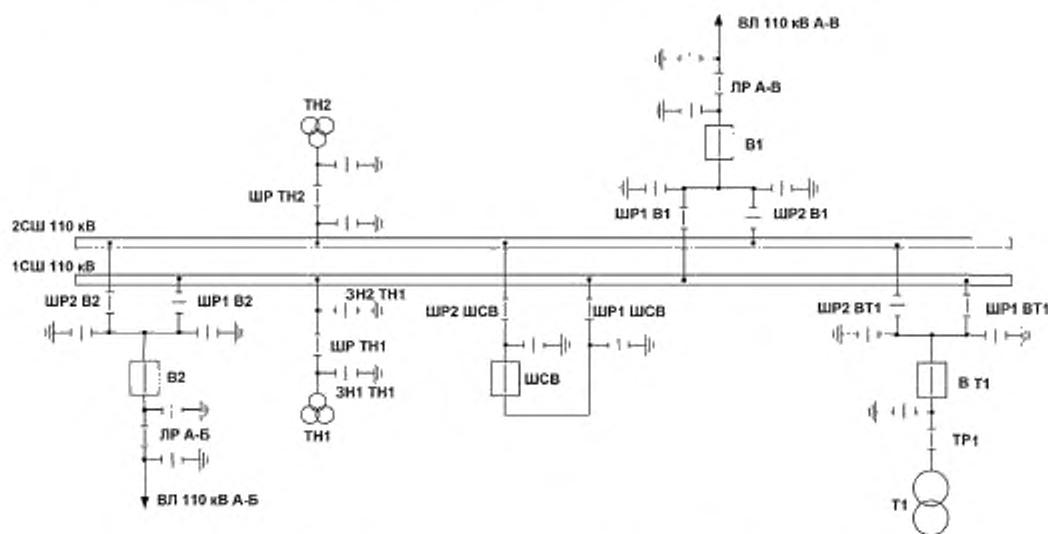 ВЛ 110 кВ А-В
ЛР А-В
ТН2
В1
ШР ТН2
ШР1 В1
ШР2 В1
2СШ 110 кВ
1СШ 110 кВ
ШР2 В2
ШР1 В2
ЗН2 ТН1
ШР2 ШСВ
ШР1 ШСВ
ШР2 ВТ1
ШР1 ВТ1
ШР ТН1
В2
ШСВ
В Т1
ЗН1 ТН1
ЛР А-Б
ТН1
ТР1
ВЛ 110 кВ А-Б
Т1